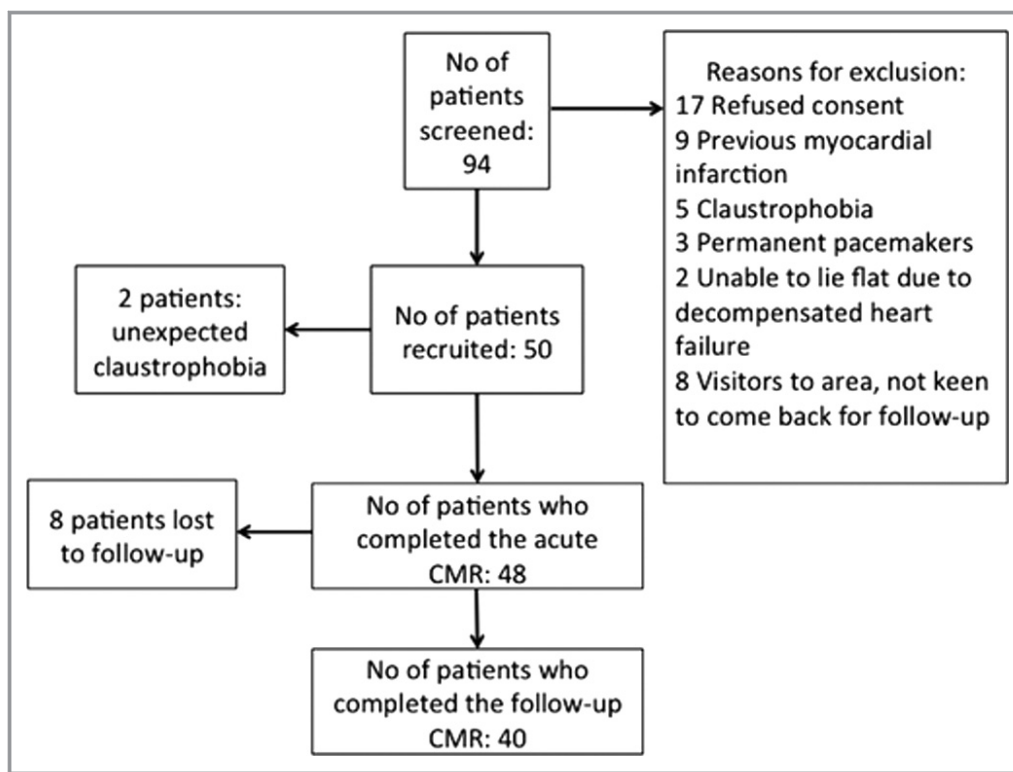 No of
patients
screened:
94
Reasons for exclusion:
17 Refused consent
9 Previous myocardial
infarction
5 Claustrophobia
3 Permanent pacemakers
2 Unable to lie flat due to
decompensated heart
failure
8 Visitors to area, not keen
to come back for follow-up
2 patients:
unexpected
claustrophobia
No of patients
recruited: 50
8 patients lost
to follow-up
No of patients who
completed the acute
CMR: 48
No of patients who
completed the follow-up
CMR: 40